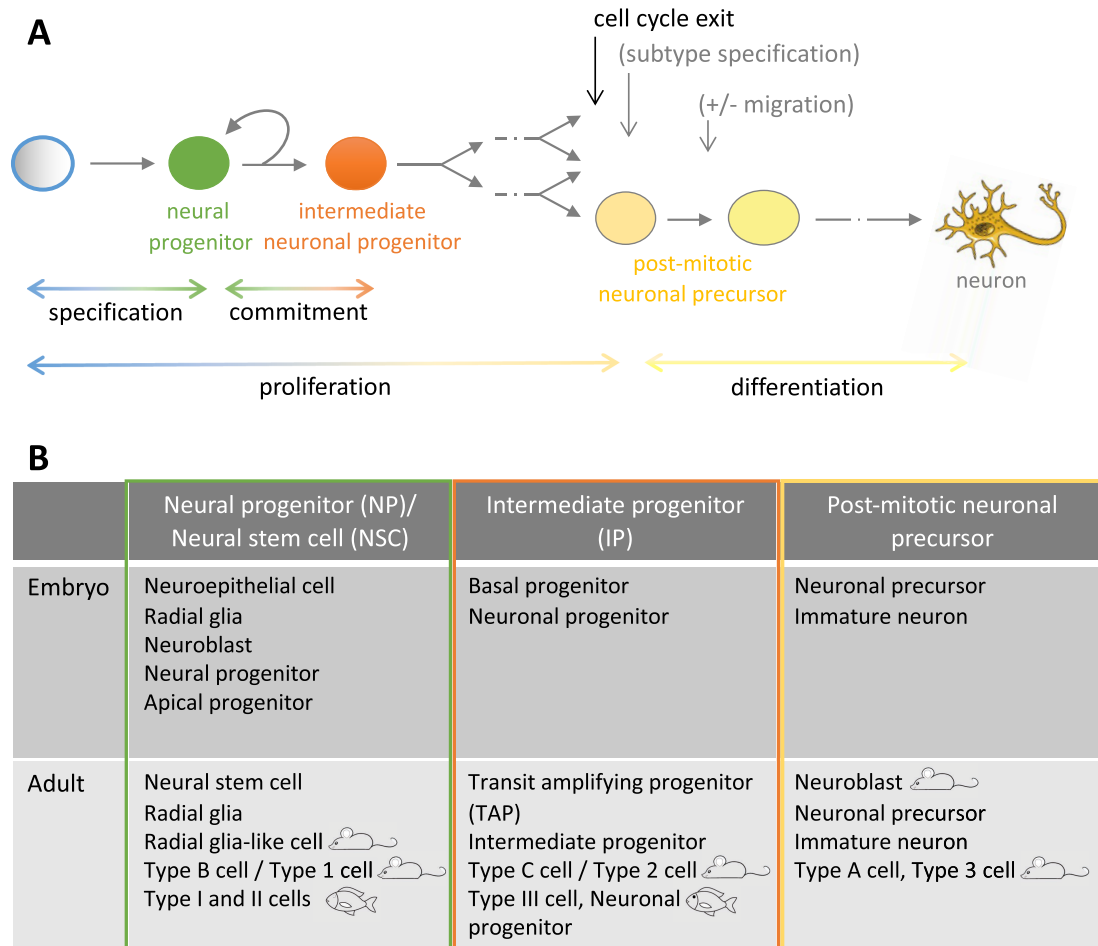 A
cell cycle exit
(subtype specification)
(+/- migration)
neural
progenitor
intermediate
neuronal progenitor
post-mitotic
neuronal precursor
neuron
specification
commitment
proliferation
differentiation
B
Neural progenitor (NP)/
Neural stem cell (NSC)
Intermediate progenitor
(IP)
Post-mitotic neuronal
precursor
Embryo
Neuroepithelial cell
Radial glia
Neuroblast
Neural progenitor
Apical progenitor
Basal progenitor
Neuronal progenitor
Neuronal precursor
Immature neuron
Adult
Neural stem cell
Radial glia
Radial glia-like cell
Type B cell / Type 1 cell
Type I and II cells
Transit amplifying progenitor
(TAP)
Intermediate progenitor
Type C cell / Type 2 cell
Type III cell, Neuronal
progenitor
Neuroblast
Neuronal precursor
Immature neuron
Type A cell, Type 3 cell